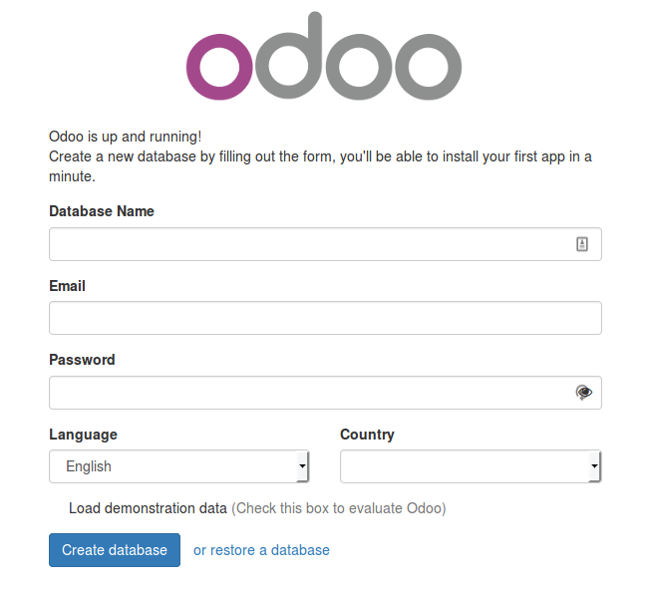 odoo
Odoo is up and running!
Create a new database by filling out the form, you'll be able to install your first app in a
minute.
Database Name
Email
Password
Language
Country
English
Load demonstration data (Check this box to evaluate Odoo)
Create database or restore a database